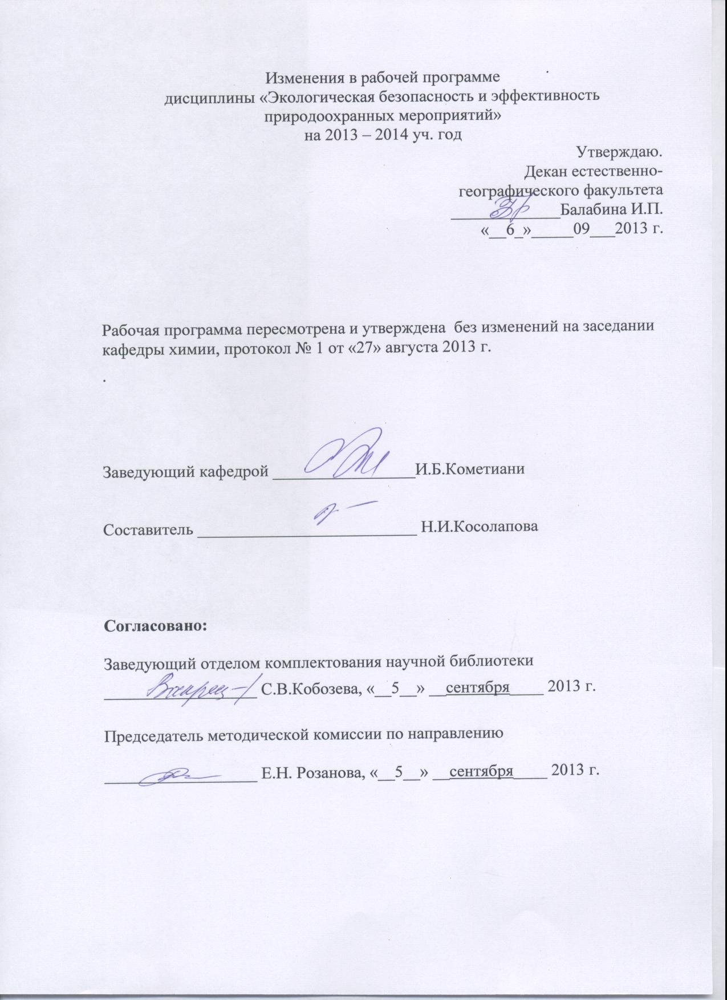 Изменения в рабочей программе
дисциплины «Экологическая безопасность и эффективность
природоохранных мероприятий»
на 2013 – 2014 уч. год
Утверждаю.
Декан естественно-
географического факультета
_____________Балабина И.П.
«__6_»_____09___2013 г.
Рабочая программа пересмотрена и утверждена без изменений на заседании
кафедры химии, протокол № 1 от «27» августа 2013 г.
.
Заведующий кафедрой _________________И.Б.Кометиани
Составитель __________________________ Н.И.Косолапова
Согласовано:
Заведующий отделом комплектования научной библиотеки
__________________ С.В.Кобозева, «__5__» __сентября____ 2013 г.
Председатель методической комиссии по направлению
__________________ Е.Н. Розанова, «__5__» __сентября____ 2013 г.